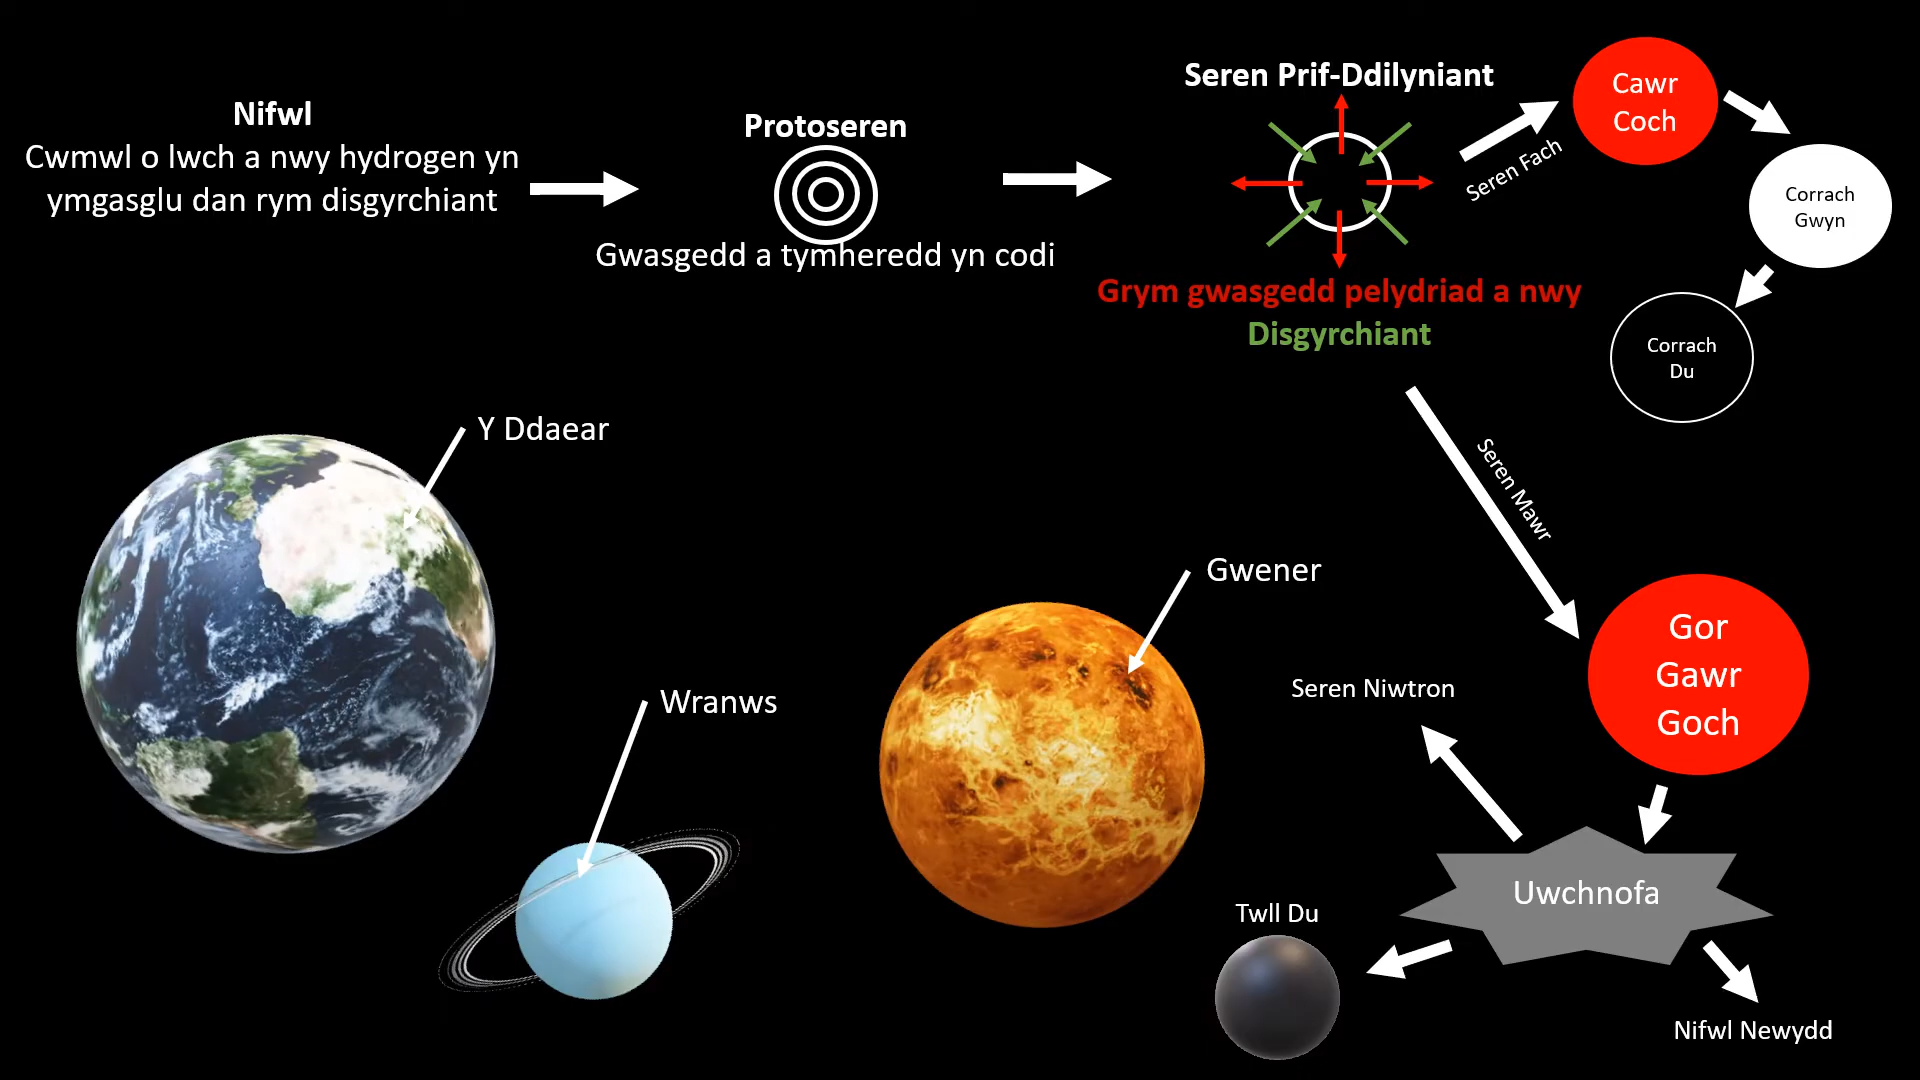 Nifwl
Cwmwl o lwch a nwy hydrogen yn
ymgasglu dan rym disgyrchiant
Protoseren
Gwasgedd a tymheredd yn codi
Seren Prif-Ddilyniant
Grym gwasgedd pelydriad a nwy
Disgyrchiant
Seren Fach
Cawr
Coch
Corrach
Gwyn
Corrach
Du
Seren Mawr
Y Ddaear
Wranws
Gwener
Gor
Gawr
Goch
Seren Niwtron
Uwchnofa
Twll Du
Nifwl Newydd